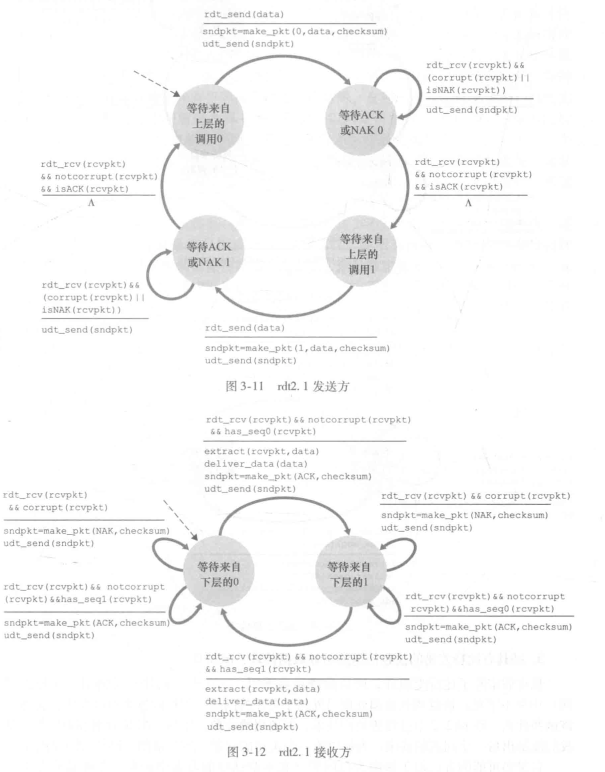 rdt_send(data)
sndpkt=make_pkt(0,data,checksum)
udt_send(sndpkt)
rdt_rcv(rcvpkt)&&
(corrupt(rcvpkt)||
isNAK(rcvpkt))
udt_send(sndpkt)
等待来自
上层的
调用0
等待ACK
或NAK 0
rdt_rcv(rcvpkt)
&& notcorrupt(rcvpkt)
&& isACK(rcvpkt)
Λ
rdt_rcv(rcvpkt)
&& notcorrupt(rcvpkt)
&& isACK(rcvpkt)
Λ
等待ACK
或NAK 1
等待来自
上层的
调用1
rdt_rcv(rcvpkt)&&
(corrupt(rcvpkt)||
isNAK(rcvpkt))
udt_send(sndpkt)
rdt_send(data)
sndpkt=make_pkt(1,data,checksum)
udt_send(sndpkt)
图 3-11 rdt2.1 发送方
rdt_rcv(rcvpkt)&& notcorrupt(rcvpkt)
&& has_seq0(rcvpkt)
extract(rcvpkt,data)
deliver_data(data)
sndpkt=make_pkt(ACK,checksum)
udt_send(sndpkt)
rdt_rcv(rcvpkt)
&& corrupt(rcvpkt)
sndpkt=make_pkt(NAK,checksum)
udt_send(sndpkt)
rdt_rcv(rcvpkt) && corrupt(rcvpkt)
sndpkt=make_pkt(NAK,checksum)
udt_send(sndpkt)
等待来自
下层的0
等待来自
下层的1
rdt_rcv(rcvpkt)&& notcorrupt
(rcvpkt)&&has_seq1(rcvpkt)
sndpkt=make_pkt(ACK,checksum)
udt_send(sndpkt)
rdt_rcv(rcvpkt)&& notcorrupt
rcvpkt)&&has_seq0(rcvpkt)
sndpkt=make_pkt(ACK,checksum)
udt_send(sndpkt)
rdt_rcv(rcvpkt) && notcorrupt(rcvpkt)
&& has_seq1(rcvpkt)
extract(rcvpkt,data)
deliver_data(data)
sndpkt=make_pkt(ACK,checksum)
udt_send(sndpkt)
图 3-12 rdt2.1 接收方